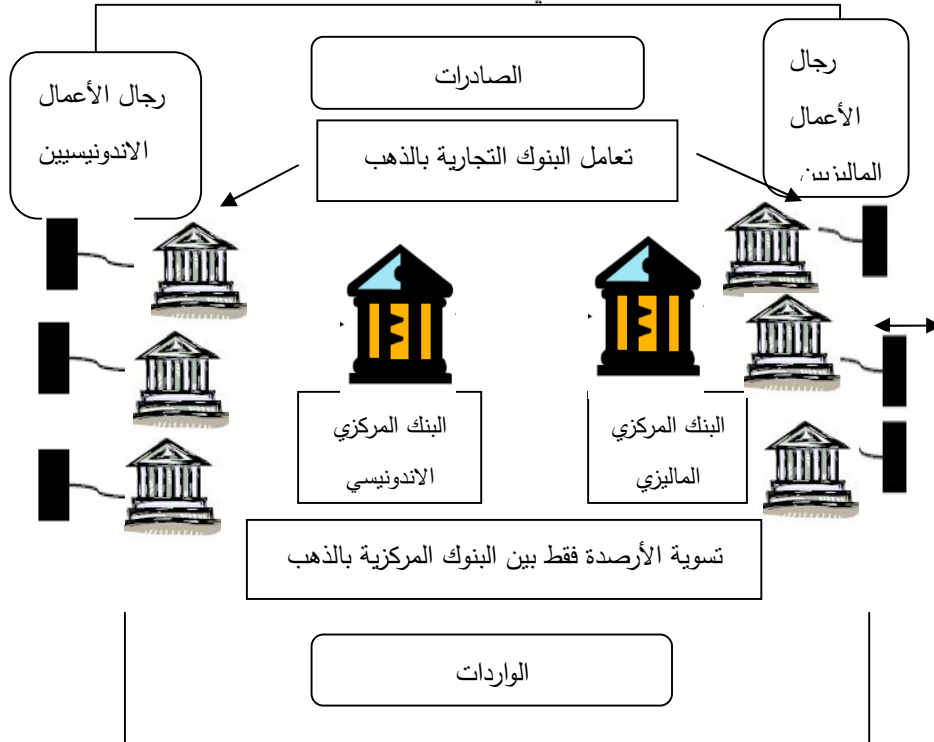 الصادرات
رجال
الأعمال
الماليزيين
رجال الأعمال
الاندونيسيين
تعامل البنوك التجارية بالذهب
البنك المركزي
الماليزي
البنك المركزي
الاندونيسي
تسوية الأرصدة فقط بين البنوك المركزية بالذهب
الواردات